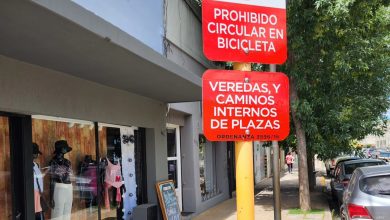 PROHIBIDO
CIRCULAR EN
BICICLETA
VEREDAS, Y
CAMINOS
INTERNOS
DE PLAZAS